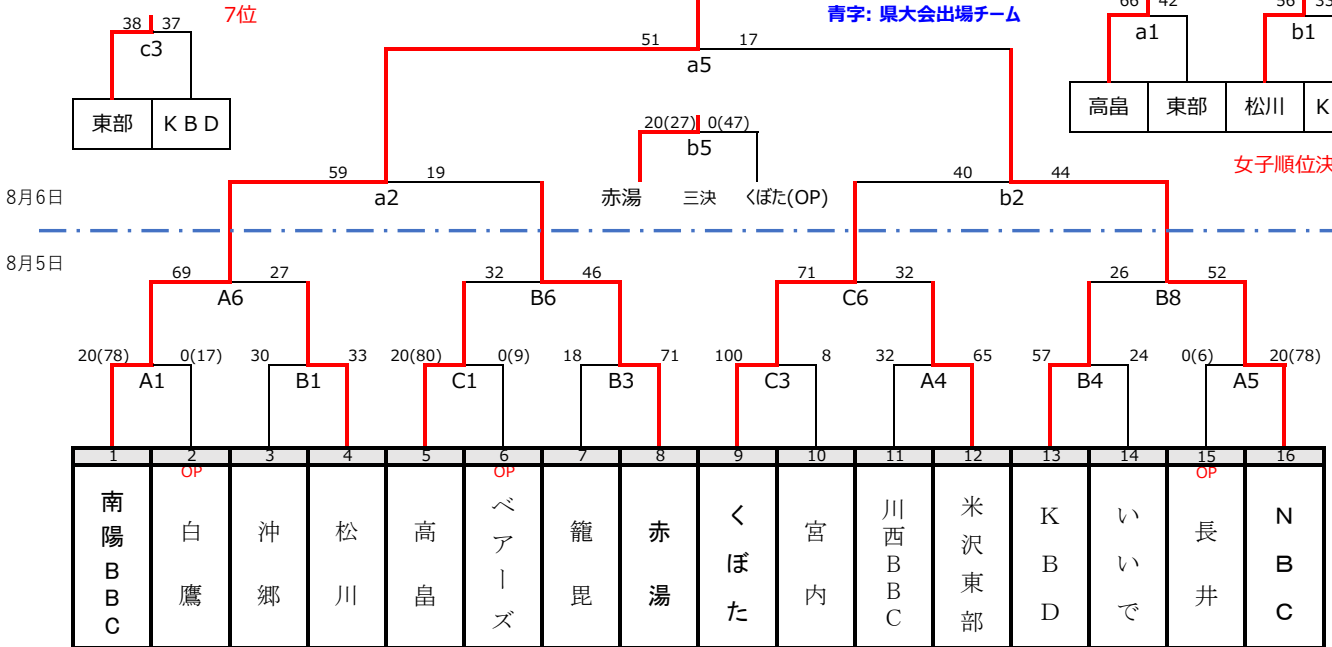 7位
青字: 県大会出場チーム
38 37
c3
東部 KBD
51 17
a5
66 42
a1
56 33
b1
高畠 東部 松川 K
20(27) 0(47)
b5
赤湯 三決 くぼた(OP)
女子順位決
8月6日
59 19
a2
40 44
b2
8月5日
69 27
A6
32 46
B6
71 32
C6
26 52
B8
20(78) 0(17)
A1
30 33
B1
20(80) 0(9)
C1
18 71
B3
100 8
C3
32 65
A4
57 24
B4
0(6) 20(78)
A5
1 2 3 4 5 6 7 8 9 10 11 12 13 14 15 16
OP OP OP
南陽BBC
白鷹
沖郷
松川
高畠
ベアーズ
籠毘
赤湯
くぼた
宮内
川西BBC
米沢東部
KBD
いいで
長井
NBC